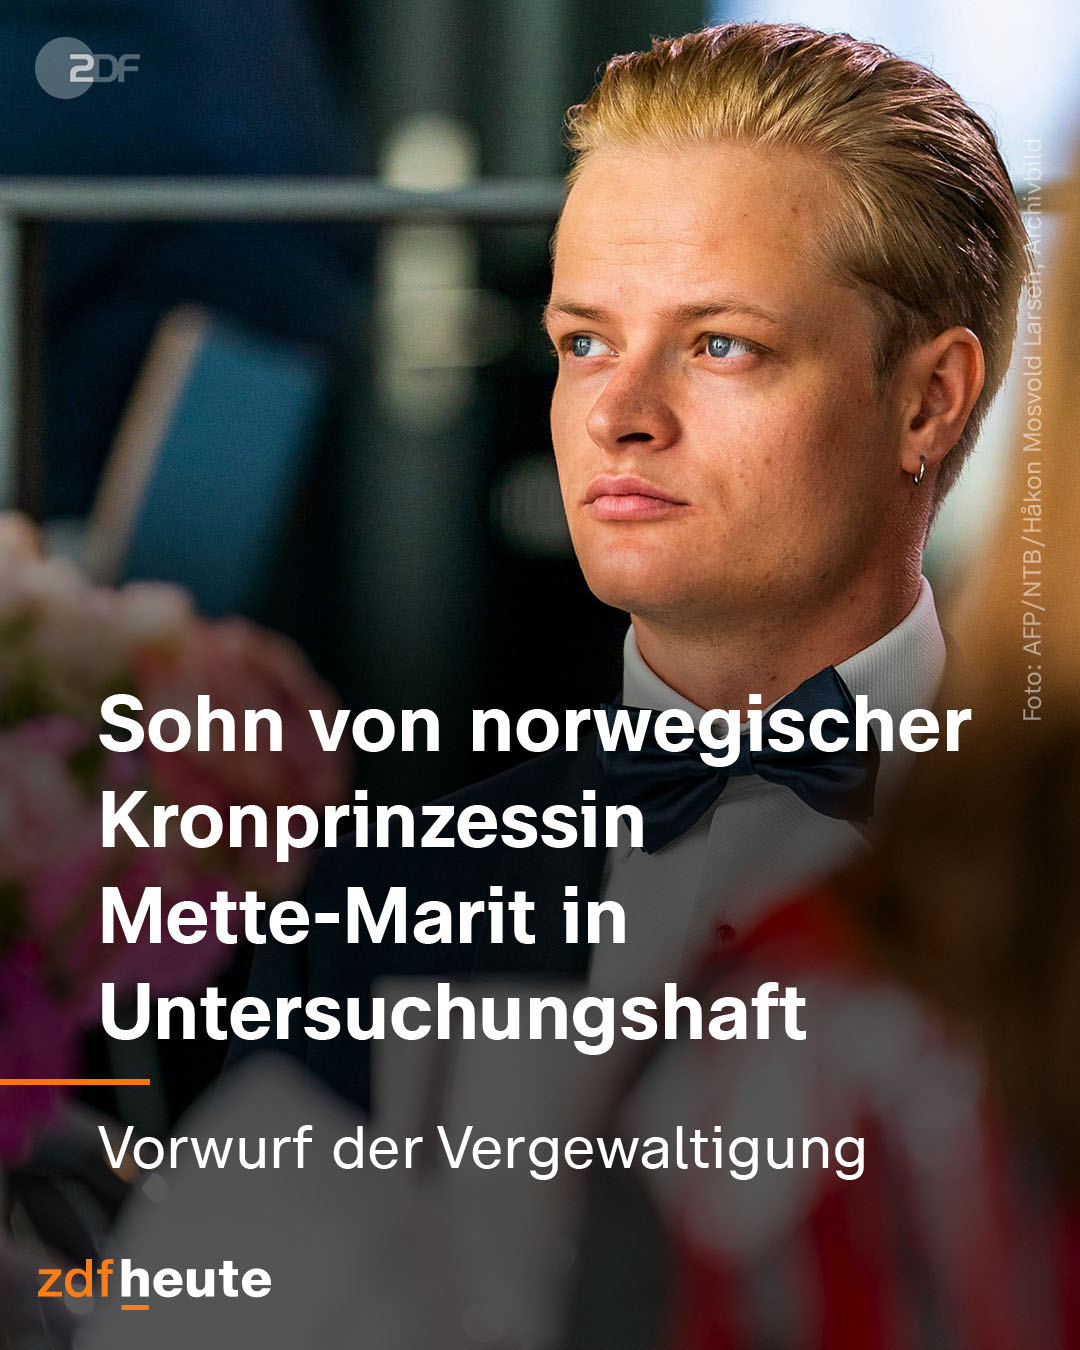 ZDF
Foto: AFP/NTB/Håkon Mosvold Larsen, Archivbild
Sohn von norwegischer
Kronprinzessin
Mette-Marit in
Untersuchungshaft
Vorwurf der Vergewaltigung
zdfheute